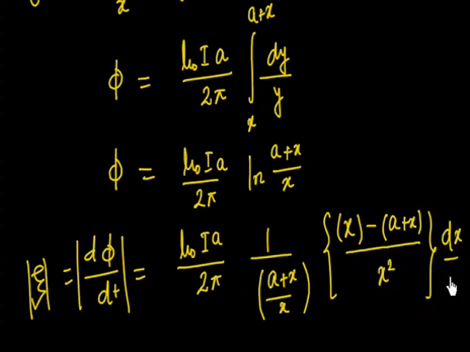 x
a+x
ϕ = μ₀Ia/2π ∫ dy/y
x
ϕ = μ₀Ia/2π ln a+x/x
|ξ| = |dϕ/dt| = μ₀Ia/2π 1/(a+x/x) {(x)-(a+x)/x²} dx/